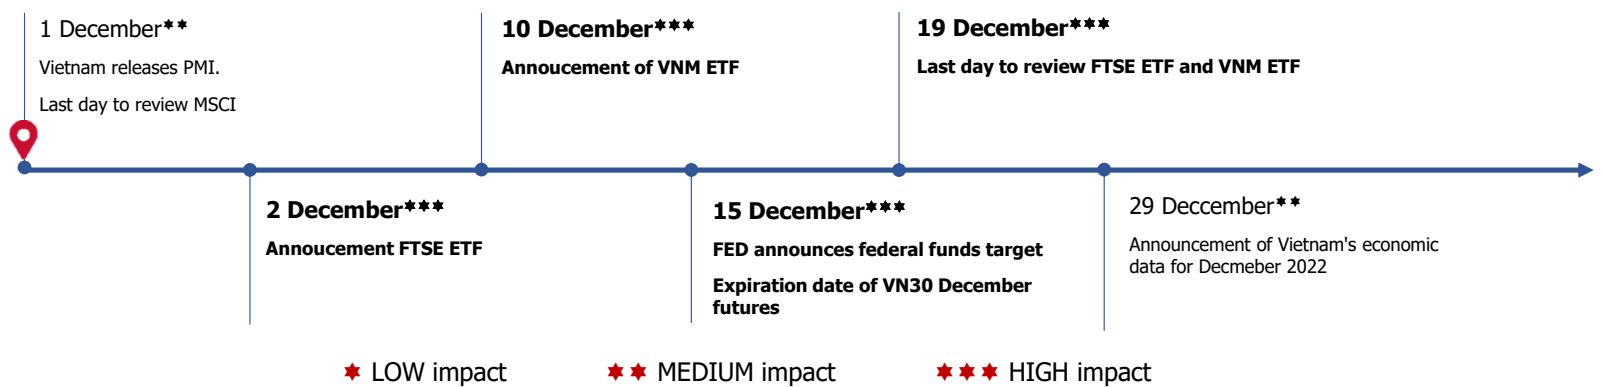 1 December**
Vietnam releases PMI.
Last day to review MSCI
10 December***
Annoucement of VNM ETF
19 December***
Last day to review FTSE ETF and VNM ETF
2 December***
Annoucement FTSE ETF
15 December***
FED announces federal funds target
Expiration date of VN30 December
futures
29 Deccember**
Announcement of Vietnam's economic
data for Decmeber 2022
* LOW impact
** MEDIUM impact
*** HIGH impact